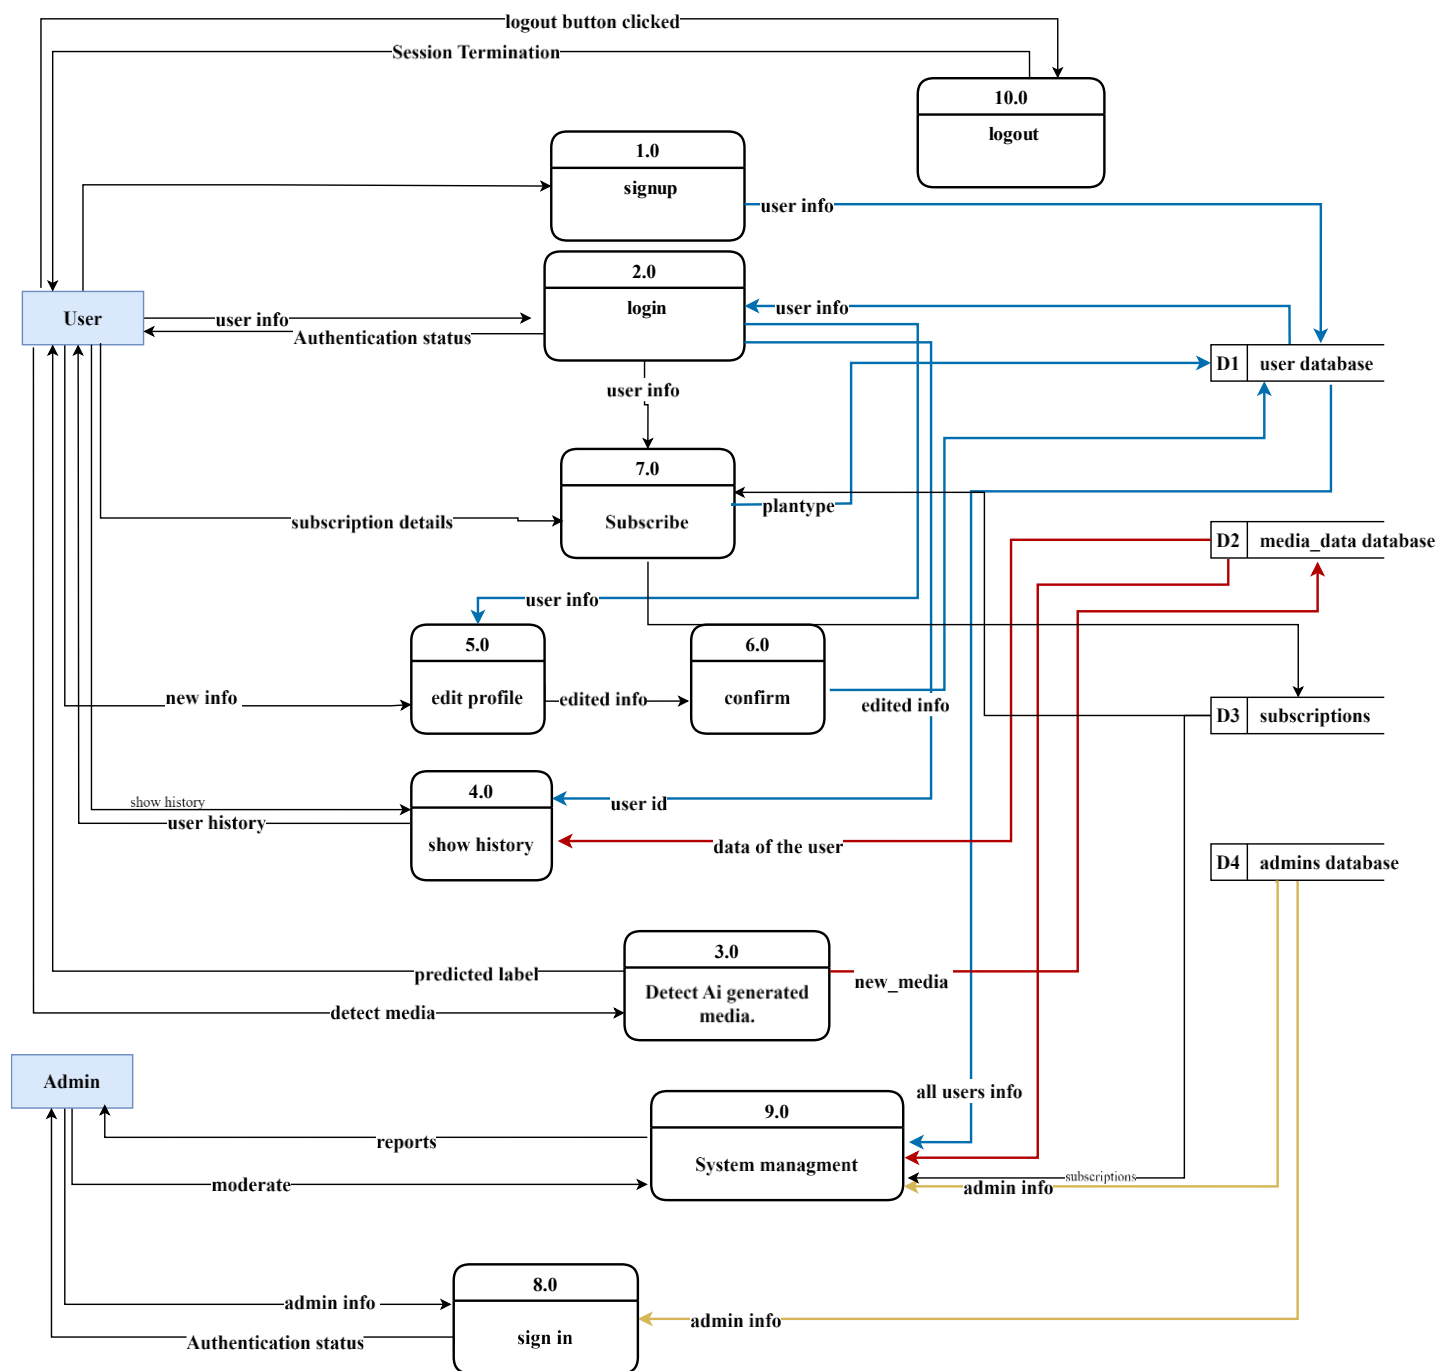 logout button clicked
Session Termination
10.0
logout
1.0
signup
user info
2.0
login
User
user info
Authentication status
user info
user info
D1
user database
7.0
Subscribe
plantype
subscription details
D2
media_data database
user info
5.0
edit profile
6.0
confirm
new info
edited info
edited info
D3
subscriptions
4.0
show history
show history
user history
user id
data of the user
D4
admins database
3.0
Detect Ai generated
media.
predicted label
new_media
detect media
Admin
all users info
9.0
System managment
reports
moderate
subscriptions
admin info
8.0
sign in
admin info
admin info
Authentication status